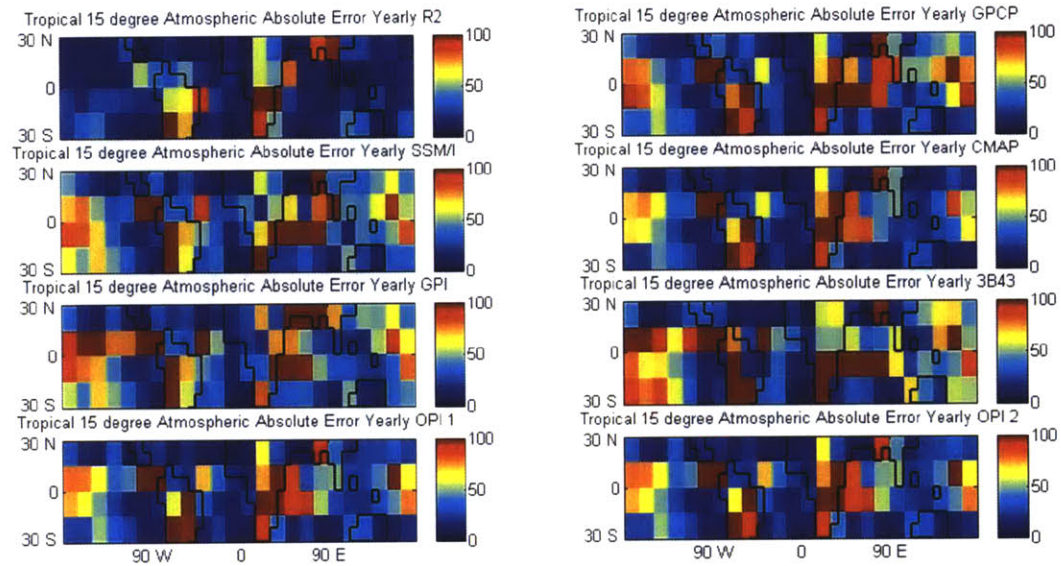 Tropical 15 degree Atmospheric Absolute Error Yearly R2
30 N
0
30 S
100
50
0
Tropical 15 degree Atmospheric Absolute Error Yearly SSM/I
30 N
0
30 S
100
50
0
Tropical 15 degree Atmospheric Absolute Error Yearly GPI
30 N
0
30 S
100
50
0
Tropical 15 degree Atmospheric Absolute Error Yearly OPI 1
30 N
0
30 S
100
50
0
90 W 0 90 E
Tropical 15 degree Atmospheric Absolute Error Yearly GPCP
30 N
0
30 S
100
50
0
Tropical 15 degree Atmospheric Absolute Error Yearly CMAP
30 N
0
30 S
100
50
0
Tropical 15 degree Atmospheric Absolute Error Yearly 3B43
30 N
0
30 S
100
50
0
Tropical 15 degree Atmospheric Absolute Error Yearly OPI 2
30 N
0
30 S
100
50
0
90 W 0 90 E